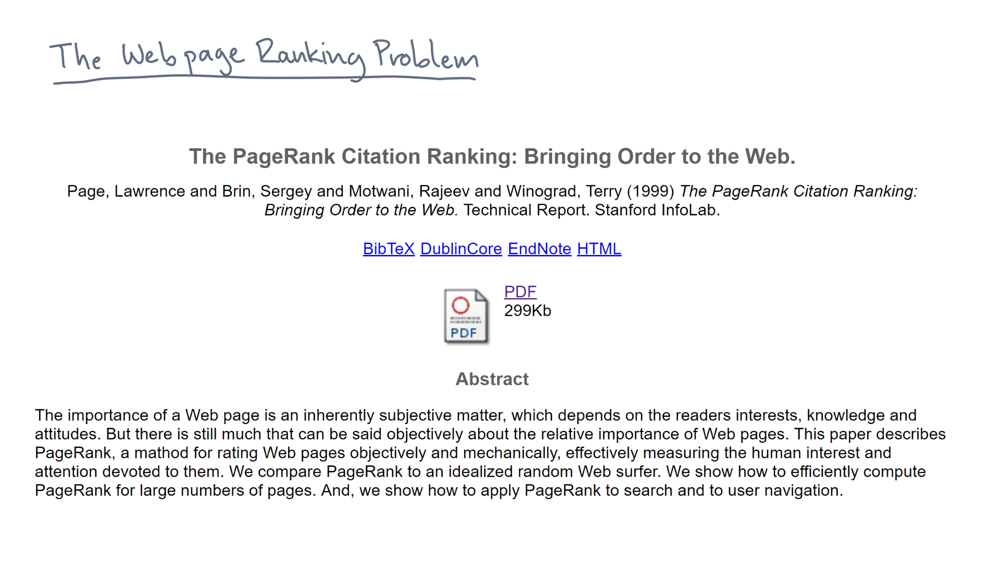 The Webpage Ranking Problem
The PageRank Citation Ranking: Bringing Order to the Web.
Page, Lawrence and Brin, Sergey and Motwani, Rajeev and Winograd, Terry (1999) The PageRank Citation Ranking:
Bringing Order to the Web. Technical Report. Stanford InfoLab.
BibTeX DublinCore EndNote HTML
PDF
299Kb
PDF
Abstract
The importance of a Web page is an inherently subjective matter, which depends on the readers interests, knowledge and
attitudes. But there is still much that can be said objectively about the relative importance of Web pages. This paper describes
PageRank, a mathod for rating Web pages objectively and mechanically, effectively measuring the human interest and
attention devoted to them. We compare PageRank to an idealized random Web surfer. We show how to efficiently compute
PageRank for large numbers of pages. And, we show how to apply PageRank to search and to user navigation.